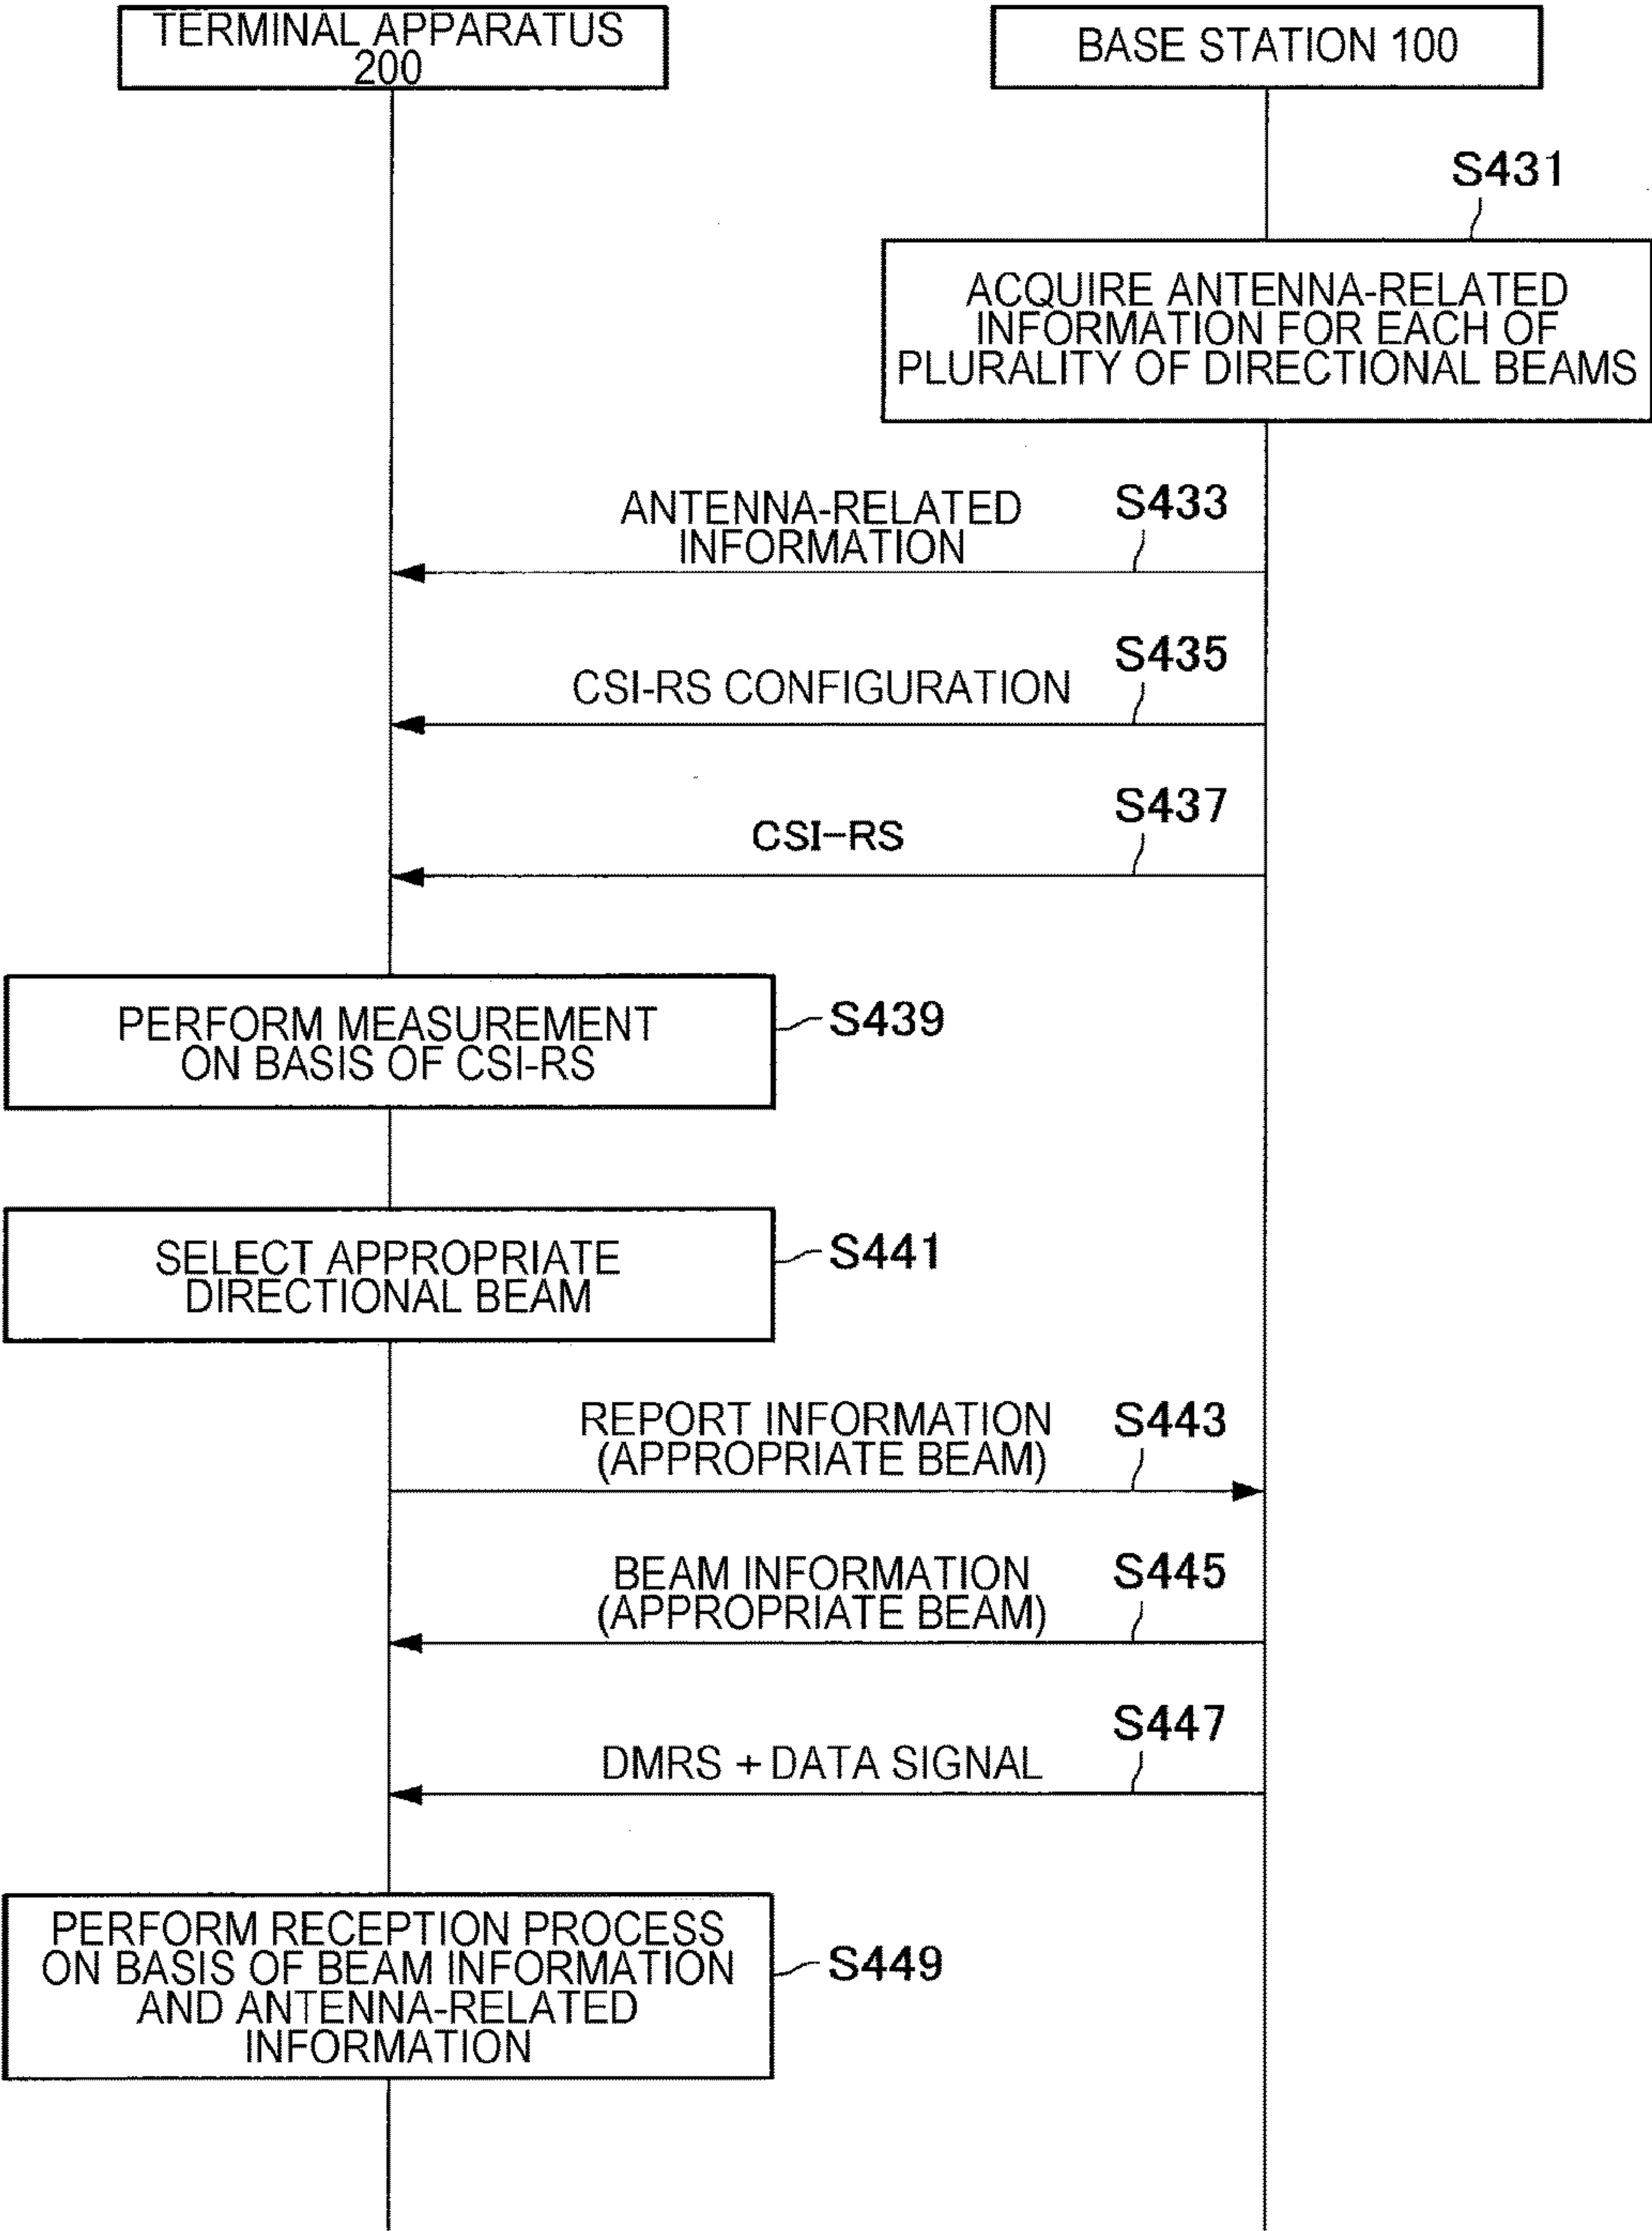 TERMINAL APPARATUS
200
BASE STATION 100
S431
ACQUIRE ANTENNA-RELATED
INFORMATION FOR EACH OF
PLURALITY OF DIRECTIONAL BEAMS
ANTENNA-RELATED
INFORMATION
S433
CSI-RS CONFIGURATION
S435
CSI-RS
S437
PERFORM MEASUREMENT
ON BASIS OF CSI-RS
S439
SELECT APPROPRIATE
DIRECTIONAL BEAM
S441
REPORT INFORMATION
(APPROPRIATE BEAM)
S443
BEAM INFORMATION
(APPROPRIATE BEAM)
S445
DMRS + DATA SIGNAL
S447
PERFORM RECEPTION PROCESS
ON BASIS OF BEAM INFORMATION
AND ANTENNA-RELATED
INFORMATION
S449